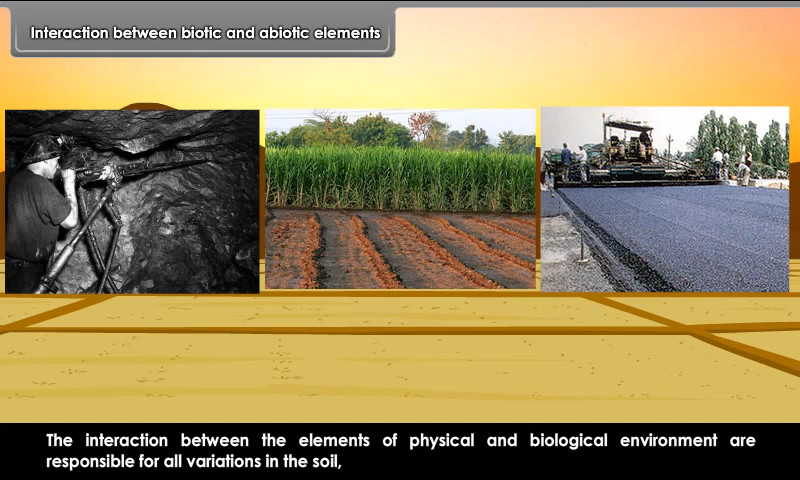 Interaction between biotic and abiotic elements
The interaction between the elements of physical and biological environment are
responsible for all variations in the soil,